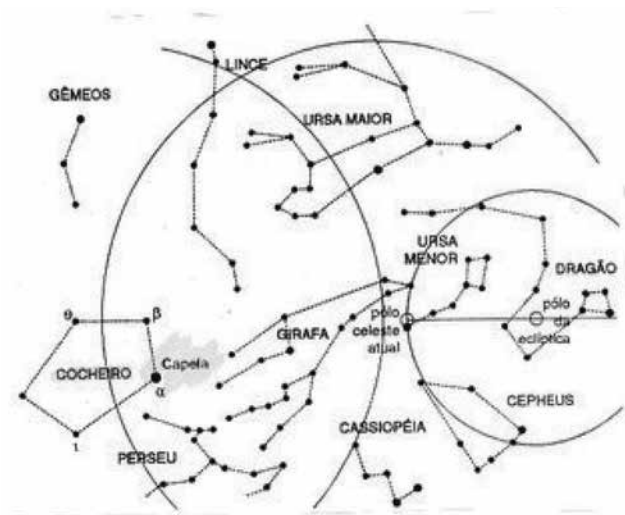 LINCE
GÊMEOS
URSA MAIOR
URSA
MENOR
DRAGÃO
pólo
celeste
atual
pólo
da
eclíptica
θ
β
GIRAFA
Capela
COCHEIRO
α
CEPHEUS
CASSIOPÉIA
ι
PERSEU